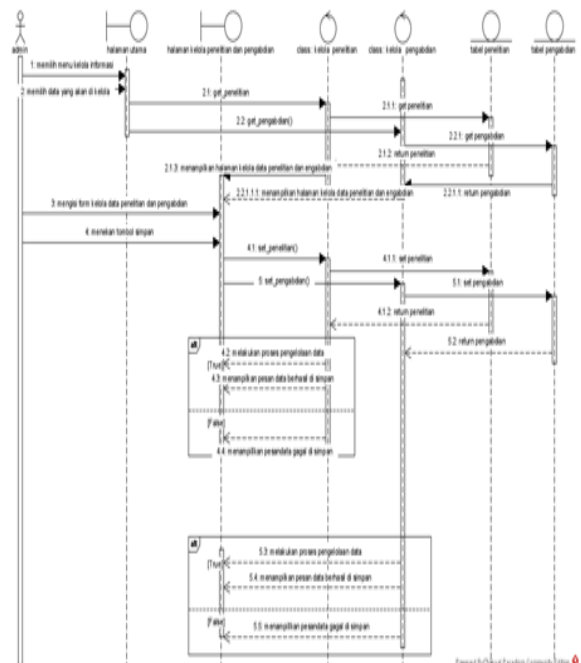 admin
halaman utama
halaman kelola penelitian dan pengabdian
class: kelola penelitian
class: kelola pengabdian
tabel penelitian
tabel pengabdian
1: memilih menu kelola informasi
2: memilih data yang akan di kelola
2.1: get_penelitian
2.1.1: get penelitian
2.2: get_pengabdian()
2.2.1: get pengabdian
2.1.2: return penelitian
2.1.3: menampilkan halaman kelola data penelitian dan engabdian
2.2.1.1.1: menampilkan halaman kelola data penelitian dan engabdian
2.2.1.1: return pengabdian
3: mengisi form kelola data penelitian dan pengabdian
4: menekan tombol simpan
4.1: set_penelitian()
4.1.1: set penelitian
5: set_pengabdian()
5.1: set pengabdian
4.1.2: return penelitian
5.2: return pengabdian
alt
4.2: melakukan proses pengelolaan data
[True]
4.3: menampilkan pesan data berhasil di simpan
[False]
4.4: menampilkan pesandata gagal di simpan
alt
5.3: melakukan proses pengelolaan data
[True]
5.4: menampilkan pesan data berhasil di simpan
[False]
5.5: menampilkan pesandata gagal di simpan